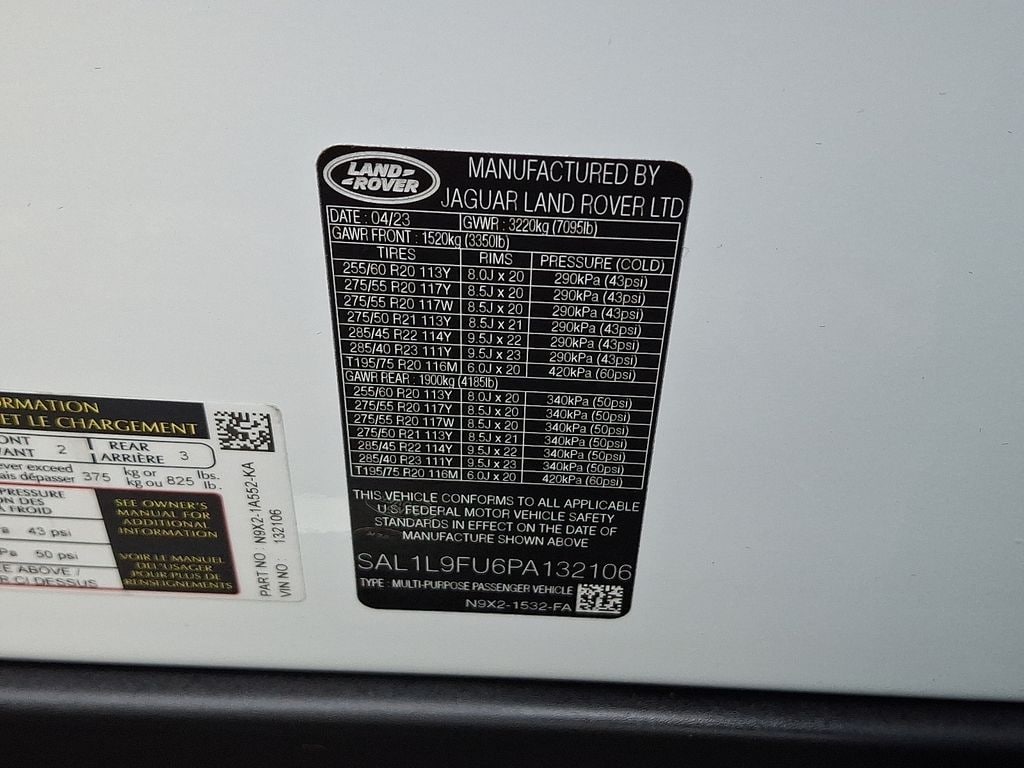 LAND-
-ROVER
MANUFACTURED BY
JAGUAR LAND ROVER LTD
DATE : 04/23 GVWR : 3220kg (7095lb)
GAWR FRONT : 1520kg (3350lb)
TIRES RIMS PRESSURE (COLD)
255/60 R20 113Y 8.0J x 20 290kPa (43psi)
275/55 R20 117Y 8.5J x 20 290kPa (43psi)
275/55 R20 117W 8.5J x 20 290kPa (43psi)
275/50 R21 113Y 8.5J x 21 290kPa (43psi)
285/45 R22 114Y 9.5J x 22 290kPa (43psi)
285/40 R23 111Y 9.5J x 23 290kPa (43psi)
T195/75 R20 116M 6.0J x 20 420kPa (60psi)
GAWR REAR : 1900kg (4185lb)
255/60 R20 113Y 8.0J x 20 340kPa (50psi)
275/55 R20 117Y 8.5J x 20 340kPa (50psi)
275/55 R20 117W 8.5J x 20 340kPa (50psi)
275/50 R21 113Y 8.5J x 21 340kPa (50psi)
285/45 R22 114Y 9.5J x 22 340kPa (50psi)
285/40 R23 111Y 9.5J x 23 340kPa (50psi)
T195/75 R20 116M 6.0J x 20 420kPa (60psi)
THIS VEHICLE CONFORMS TO ALL APPLICABLE
U.S. FEDERAL MOTOR VEHICLE SAFETY
STANDARDS IN EFFECT ON THE DATE OF
MANUFACTURE SHOWN ABOVE
SAL1L9FU6PA132106
TYPE : MULTI-PURPOSE PASSENGER VEHICLE
N9X2-1532-FA
ORMATION
ET LE CHARGEMENT
ONT 2 REAR 3
VANT ARRIÈRE
ever exceed 375 kg or 825 lbs.
ais dépasser kg ou lb.
PRESSURE
ON DES
À FROID
43 psi
Pa 50 psi
EE ABOVE /
R CI DESSUS
SEE OWNER'S
MANUAL FOR
ADDITIONAL
INFORMATION
VOIR LE MANUEL
DE L'USAGER
POUR PLUS DE
RENSEIGNEMENTS
PART NO : N9X2-1A552-KA
VIN NO : 132106